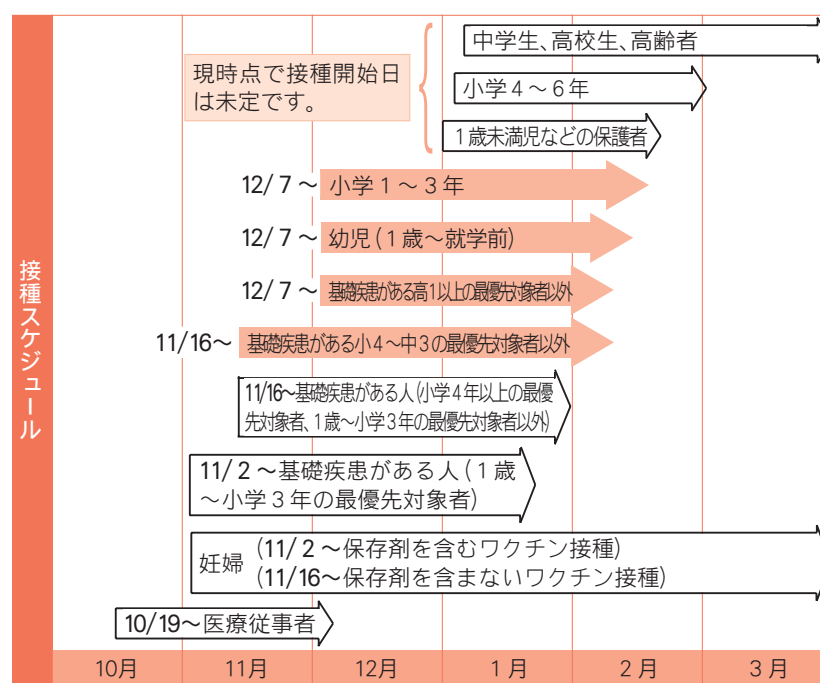 接種スケジュール
現時点で接種開始日
は未定です。
中学生、高校生、高齢者
小学4～6年
1歳未満児などの保護者
12/7～小学1～3年
12/7～幼児(1歳～就学前)
12/7～基礎疾患がある高1以上の最優先対象者以外
11/16～基礎疾患がある小4～中3の最優先対象者以外
11/16～基礎疾患がある人(小学4年以上の最優
先対象者、1歳～小学3年の最優先対象者以外)
11/2～基礎疾患がある人(1歳
～小学3年の最優先対象者)
妊婦(11/2～保存剤を含むワクチン接種)
(11/16～保存剤を含まないワクチン接種)
10/19～医療従事者
10月 11月 12月 1月 2月 3月